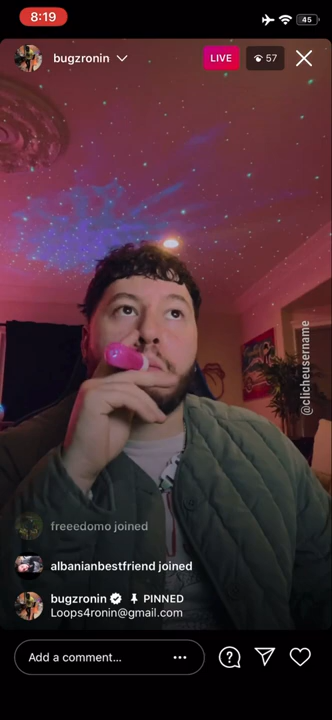 8:19
45
bugzronin
LIVE
57
@clicheusername
freeedomo joined
albanianbestfriend joined
bugzronin PINNED
Loops4ronin@gmail.com
Add a comment...